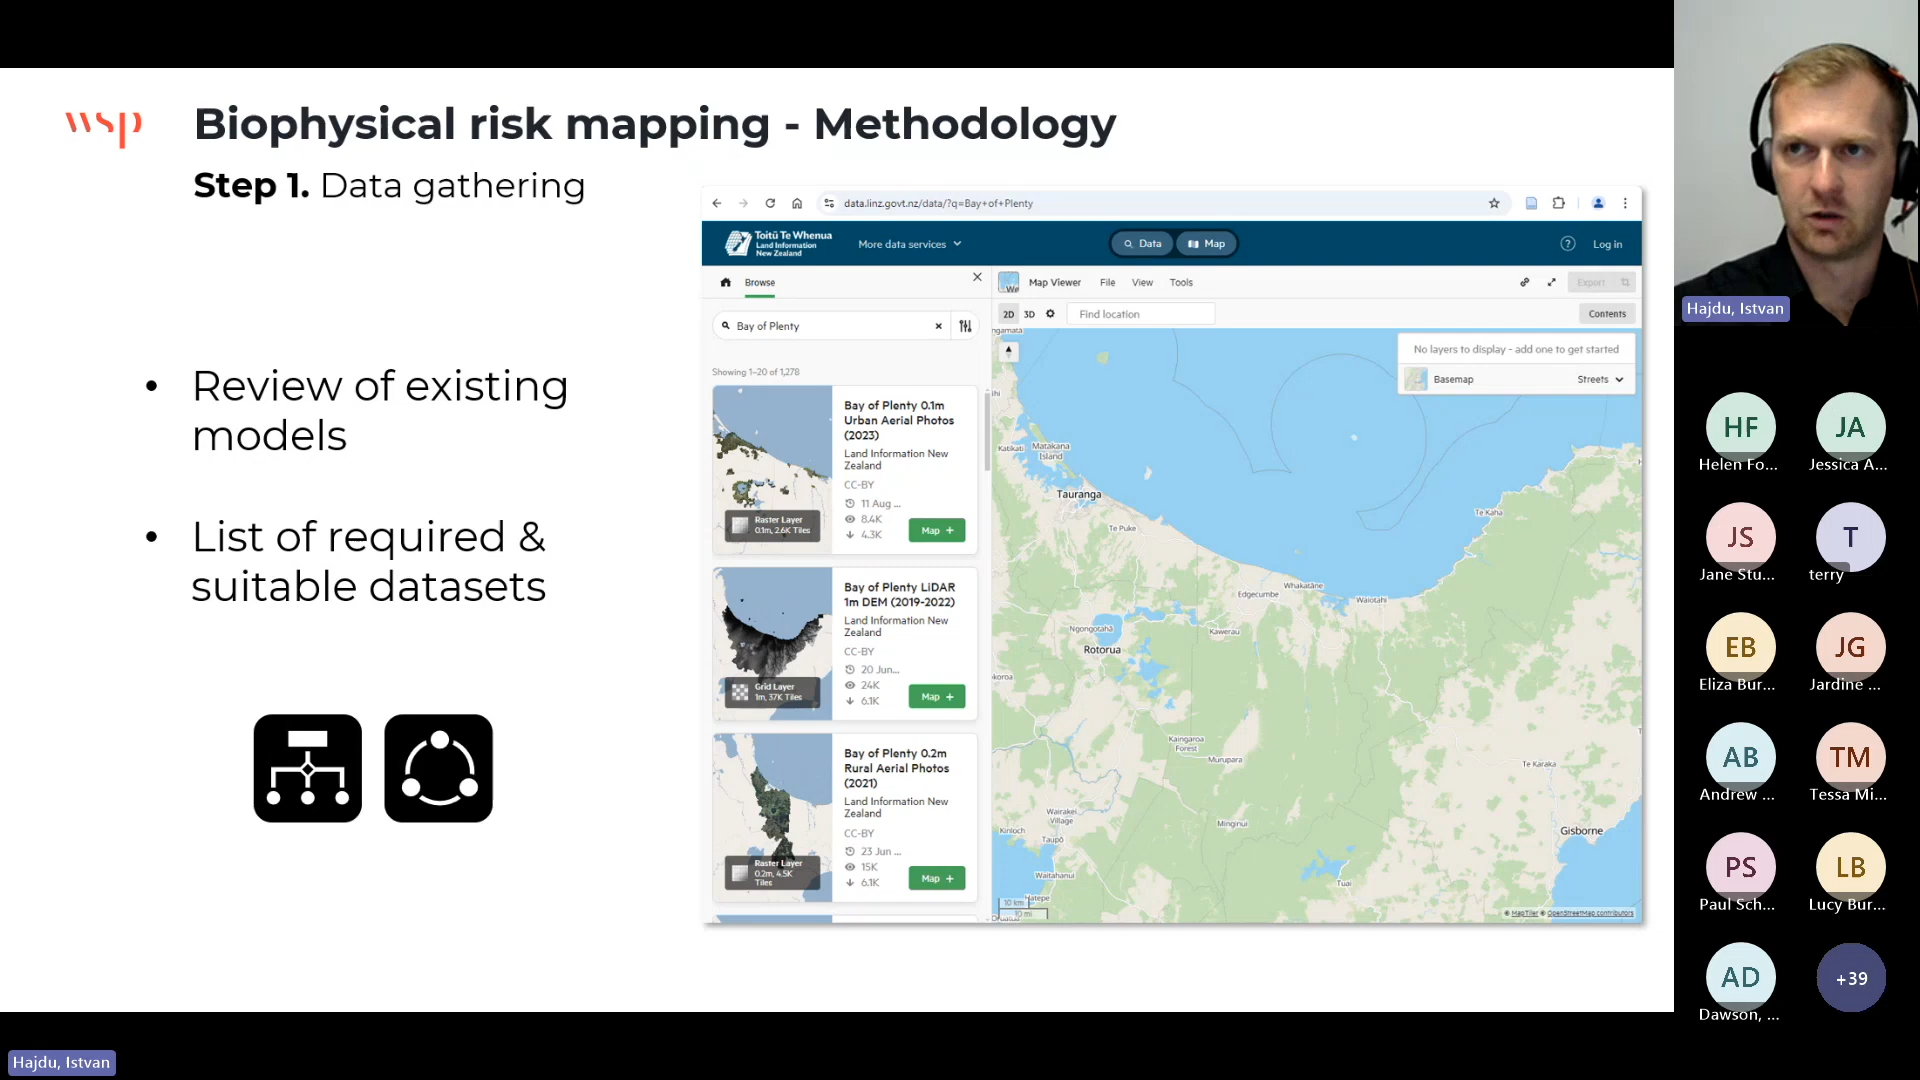 wsp
Biophysical risk mapping - Methodology
Step 1. Data gathering
• Review of existing
models
• List of required &
suitable datasets
data.linz.govt.nz/data/?q=Bay+of+Plenty
Toitū Te Whenua
Land Information
New Zealand
More data services
Data
Map
Log in
Browse
Map Viewer
File
View
Tools
Export
Bay of Plenty
2D
3D
Find location
Contents
Showing 1-20 of 1,278
No layers to display - add one to get started
Basemap
Streets
Bay of Plenty 0.1m
Urban Aerial Photos
(2023)
Land Information New
Zealand
CC-BY
11 Aug ...
8.4K
4.3K
Map +
Raster Layer
0.1m, 2.6K Tiles
Bay of Plenty LiDAR
1m DEM (2019-2022)
Land Information New
Zealand
CC-BY
20 Jun...
24K
6.1K
Map +
Grid Layer
1m, 37K Tiles
Bay of Plenty 0.2m
Rural Aerial Photos
(2021)
Land Information New
Zealand
CC-BY
23 Jun ...
15K
6.1K
Map +
Raster Layer
0.2m, 4.5K
Tiles
Katikati
Matakana
Island
Tauranga
Te Puke
Te Kaha
Whakatāne
Edgecumbe
Waiotahi
Ngongotahā
Kawerau
Rotorua
Kaingaroa
Forest
Murupara
Te Karaka
Wairakei
Village
Minginui
Gisborne
Kinloch
Taupō
Waitahanui
Tuai
Hatepe
10 km
10 mi
© MapTiler © OpenStreetMap contributors
Hajdu, Istvan
HF
Helen Fo...
JA
Jessica A...
JS
Jane Stu...
T
terry
EB
Eliza Bur...
JG
Jardine ...
AB
Andrew ...
TM
Tessa Mi...
PS
Paul Sch...
LB
Lucy Bur...
AD
Dawson, ...
+39
Hajdu, Istvan